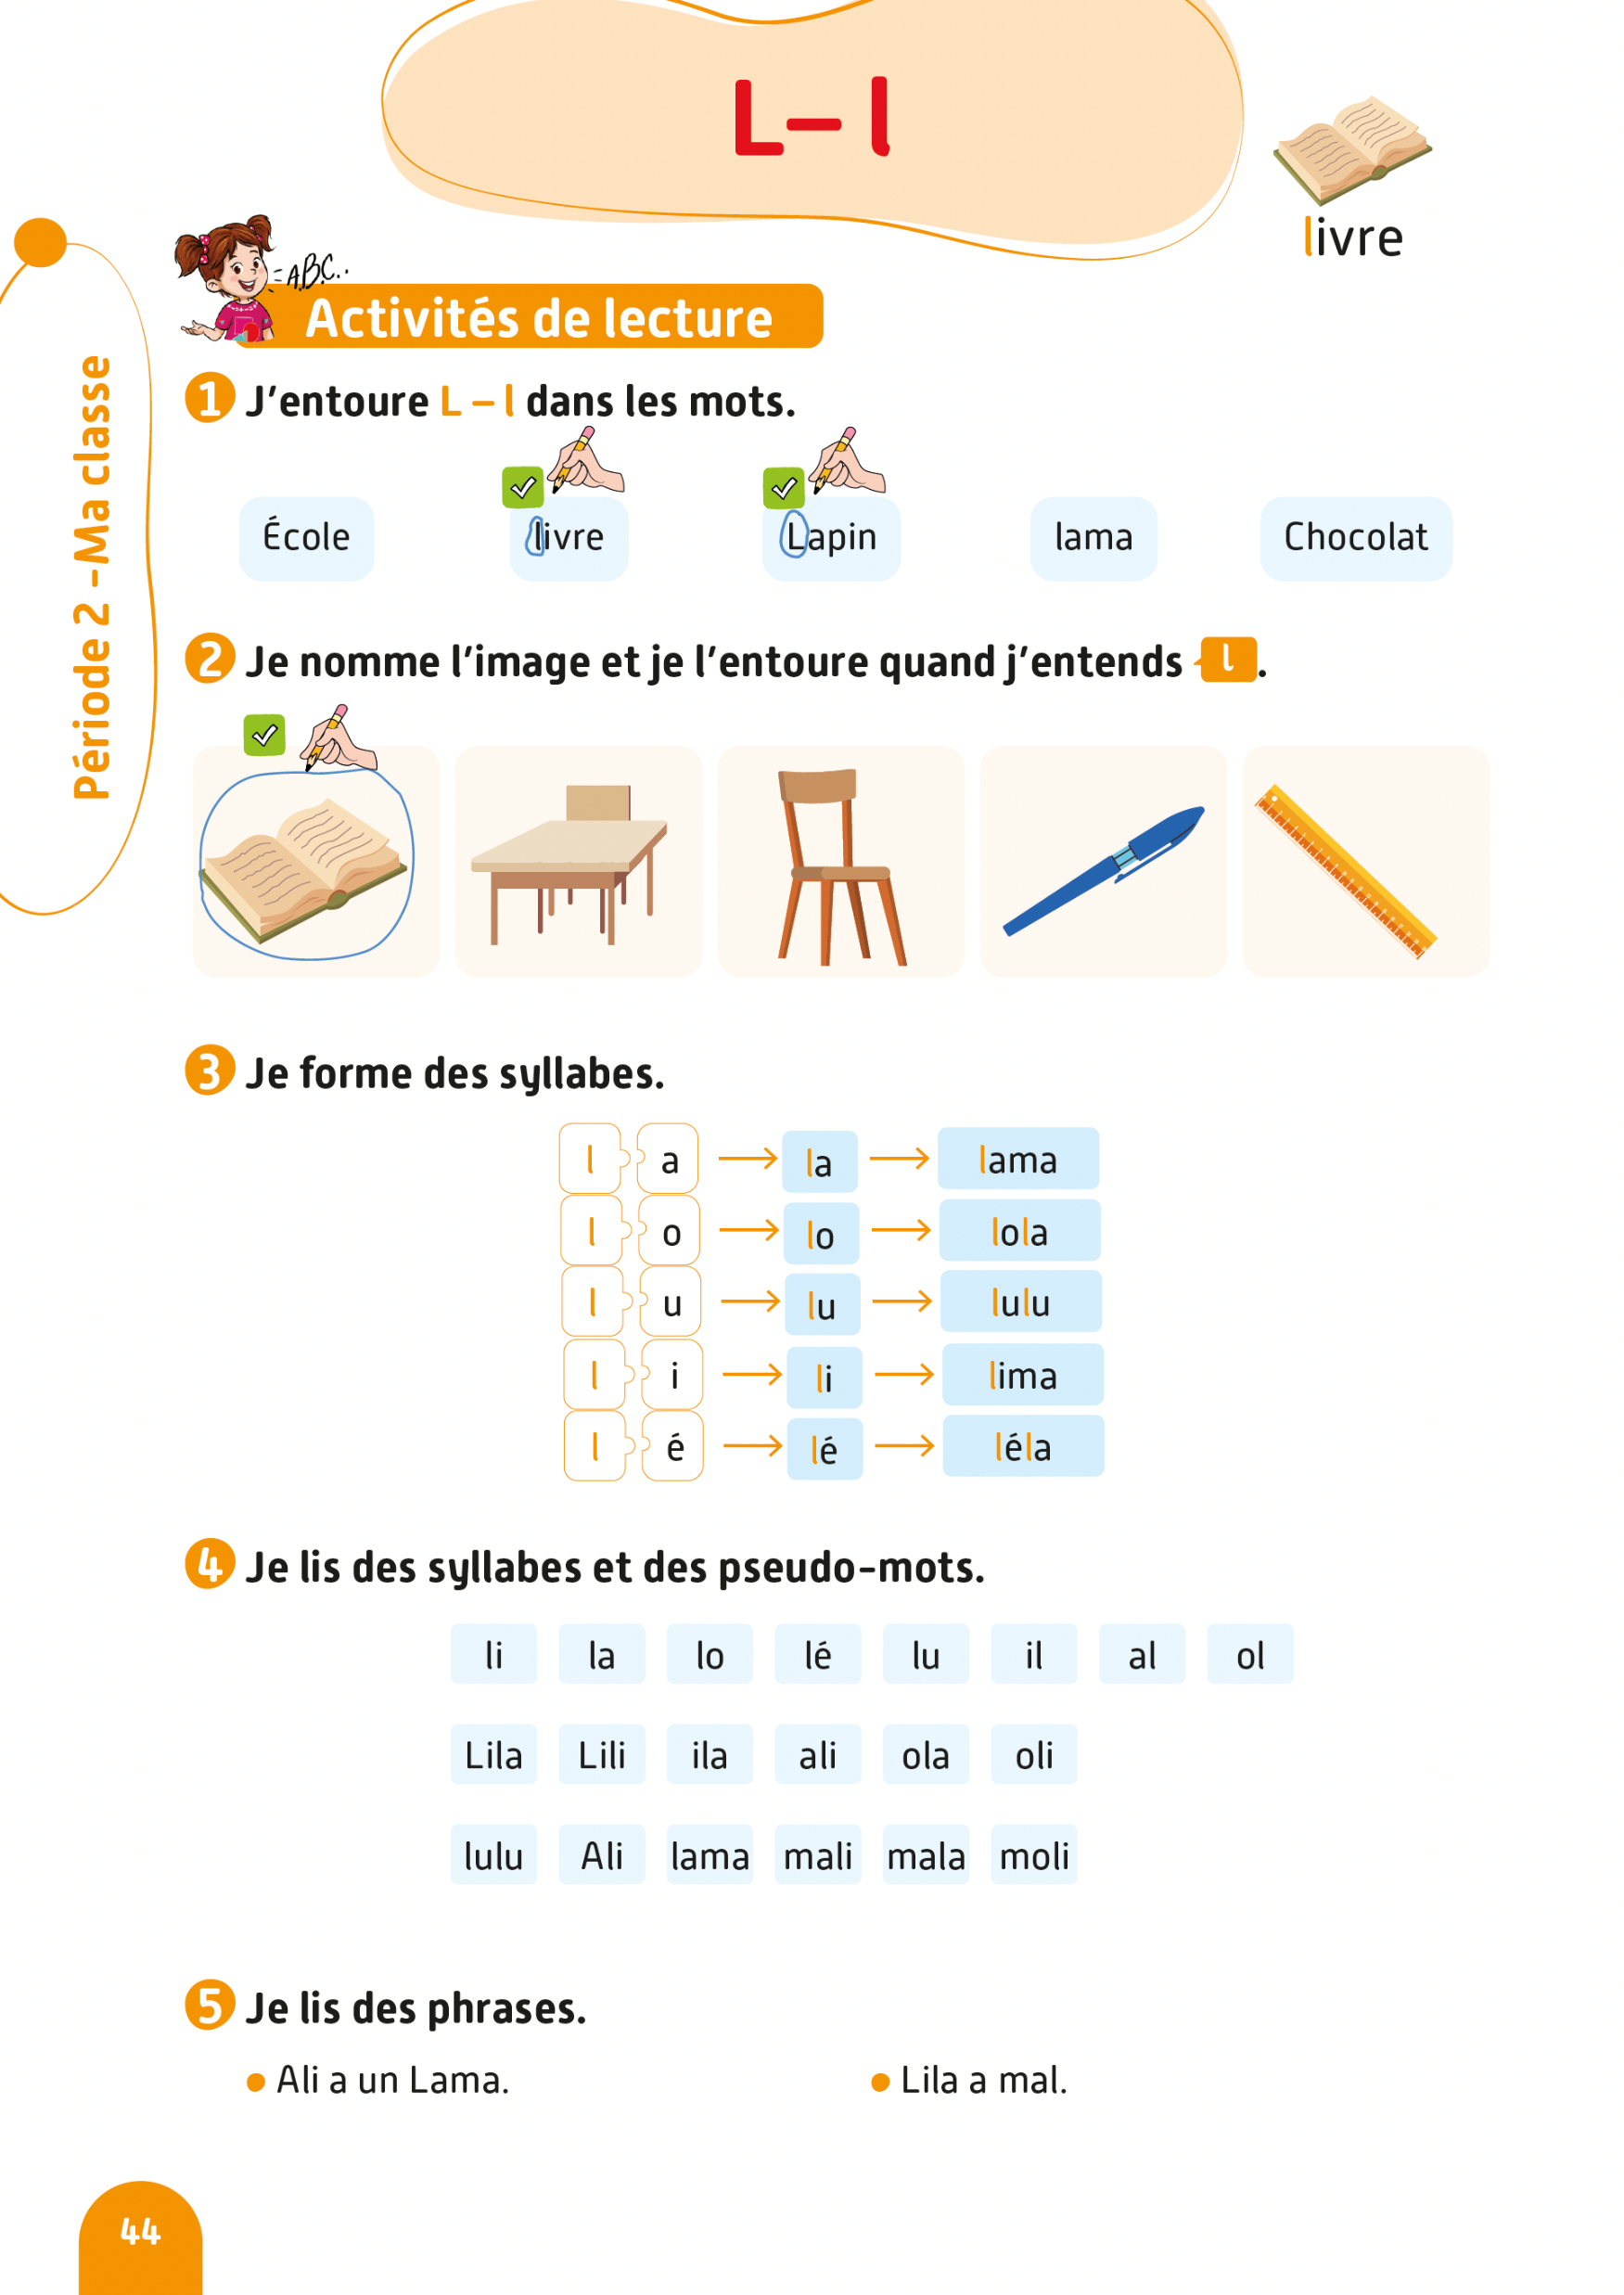 L – l
livre
A.B.C..
Activités de lecture
Période 2 -Ma classe
1 J’entoure L – l dans les mots.
École livre Lapin lama Chocolat
2 Je nomme l’image et je l’entoure quand j’entends l .
3 Je forme des syllabes.
l a la lama
l o lo lola
l u lu lulu
l i li lima
l é lé léla
4 Je lis des syllabes et des pseudo-mots.
li la lo lé lu il al ol
Lila Lili ila ali ola oli
lulu Ali lama mali mala moli
5 Je lis des phrases.
Ali a un Lama. Lila a mal.
44